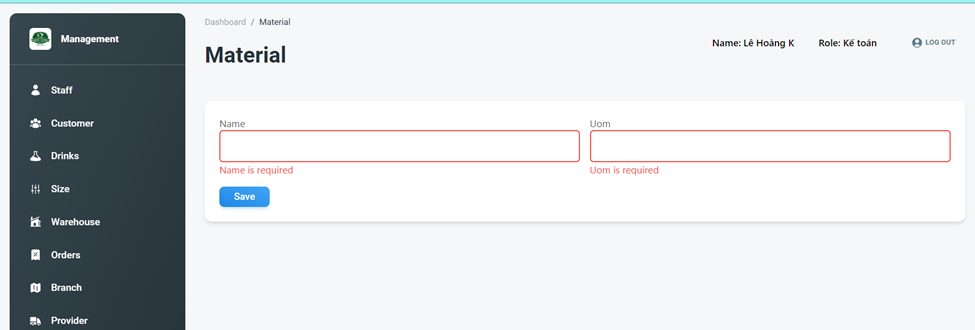 Management
Staff
Customer
Drinks
Size
Warehouse
Orders
Branch
Provider
Dashboard / Material
Material
Name: Lê Hoàng K
Role: Kế toán
LOG OUT
Name
Uom
Name is required
Uom is required
Save